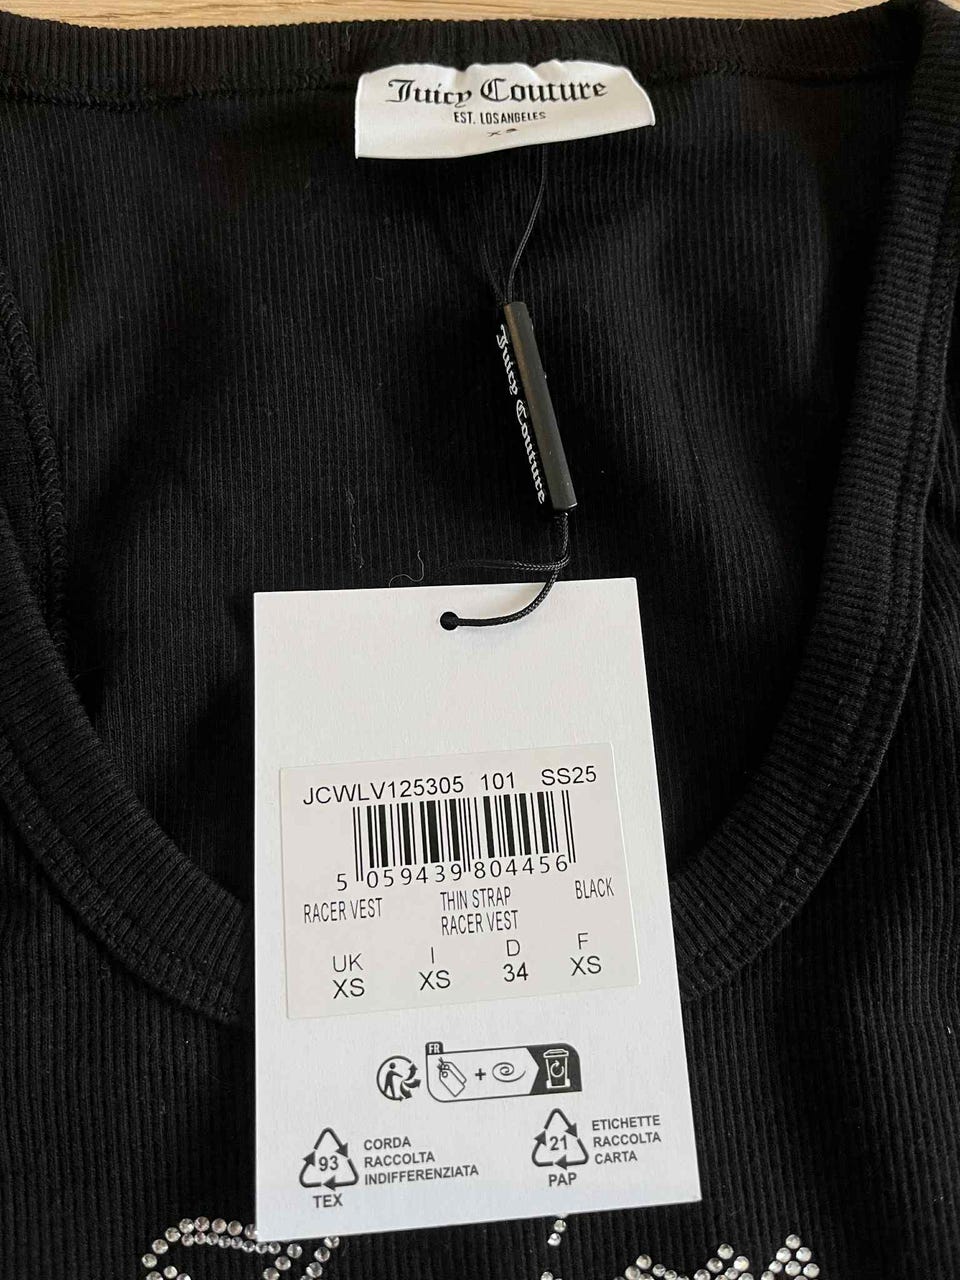 Juicy Couture
EST. LOS ANGELES
XS
Juicy Couture
JCWLV125305 101 SS25
5 059439 804456
RACER VEST
THIN STRAP
RACER VEST
BLACK
UK I D F
XS XS 34 XS
FR
+
93
TEX
CORDA
RACCOLTA
INDIFFERENZIATA
21
PAP
ETICHETTE
RACCOLTA
CARTA